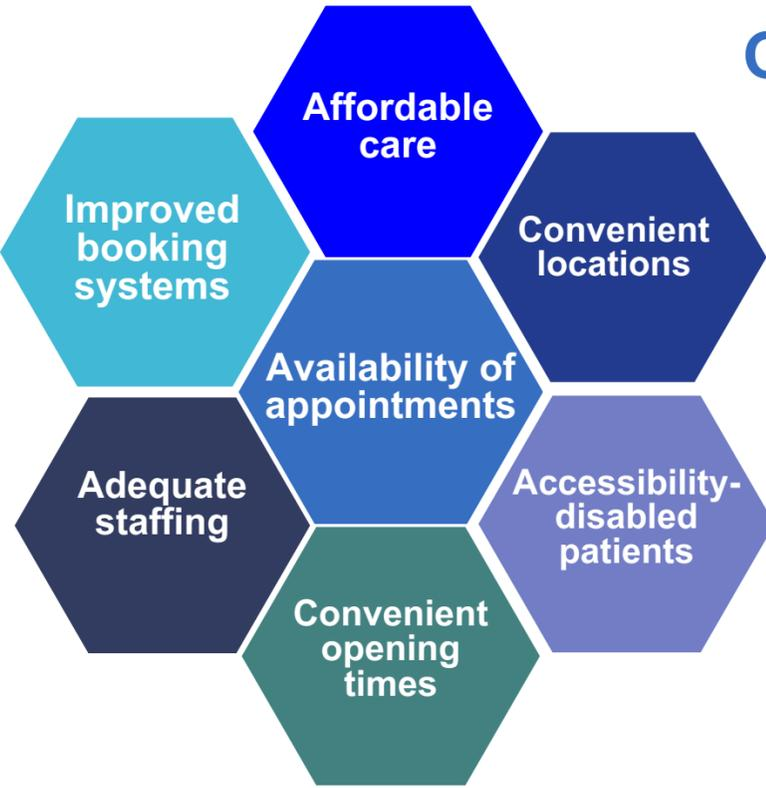 Affordable
care
Improved
booking
systems
Convenient
locations
Availability of
appointments
Adequate
staffing
Accessibility-
disabled
patients
Convenient
opening
times